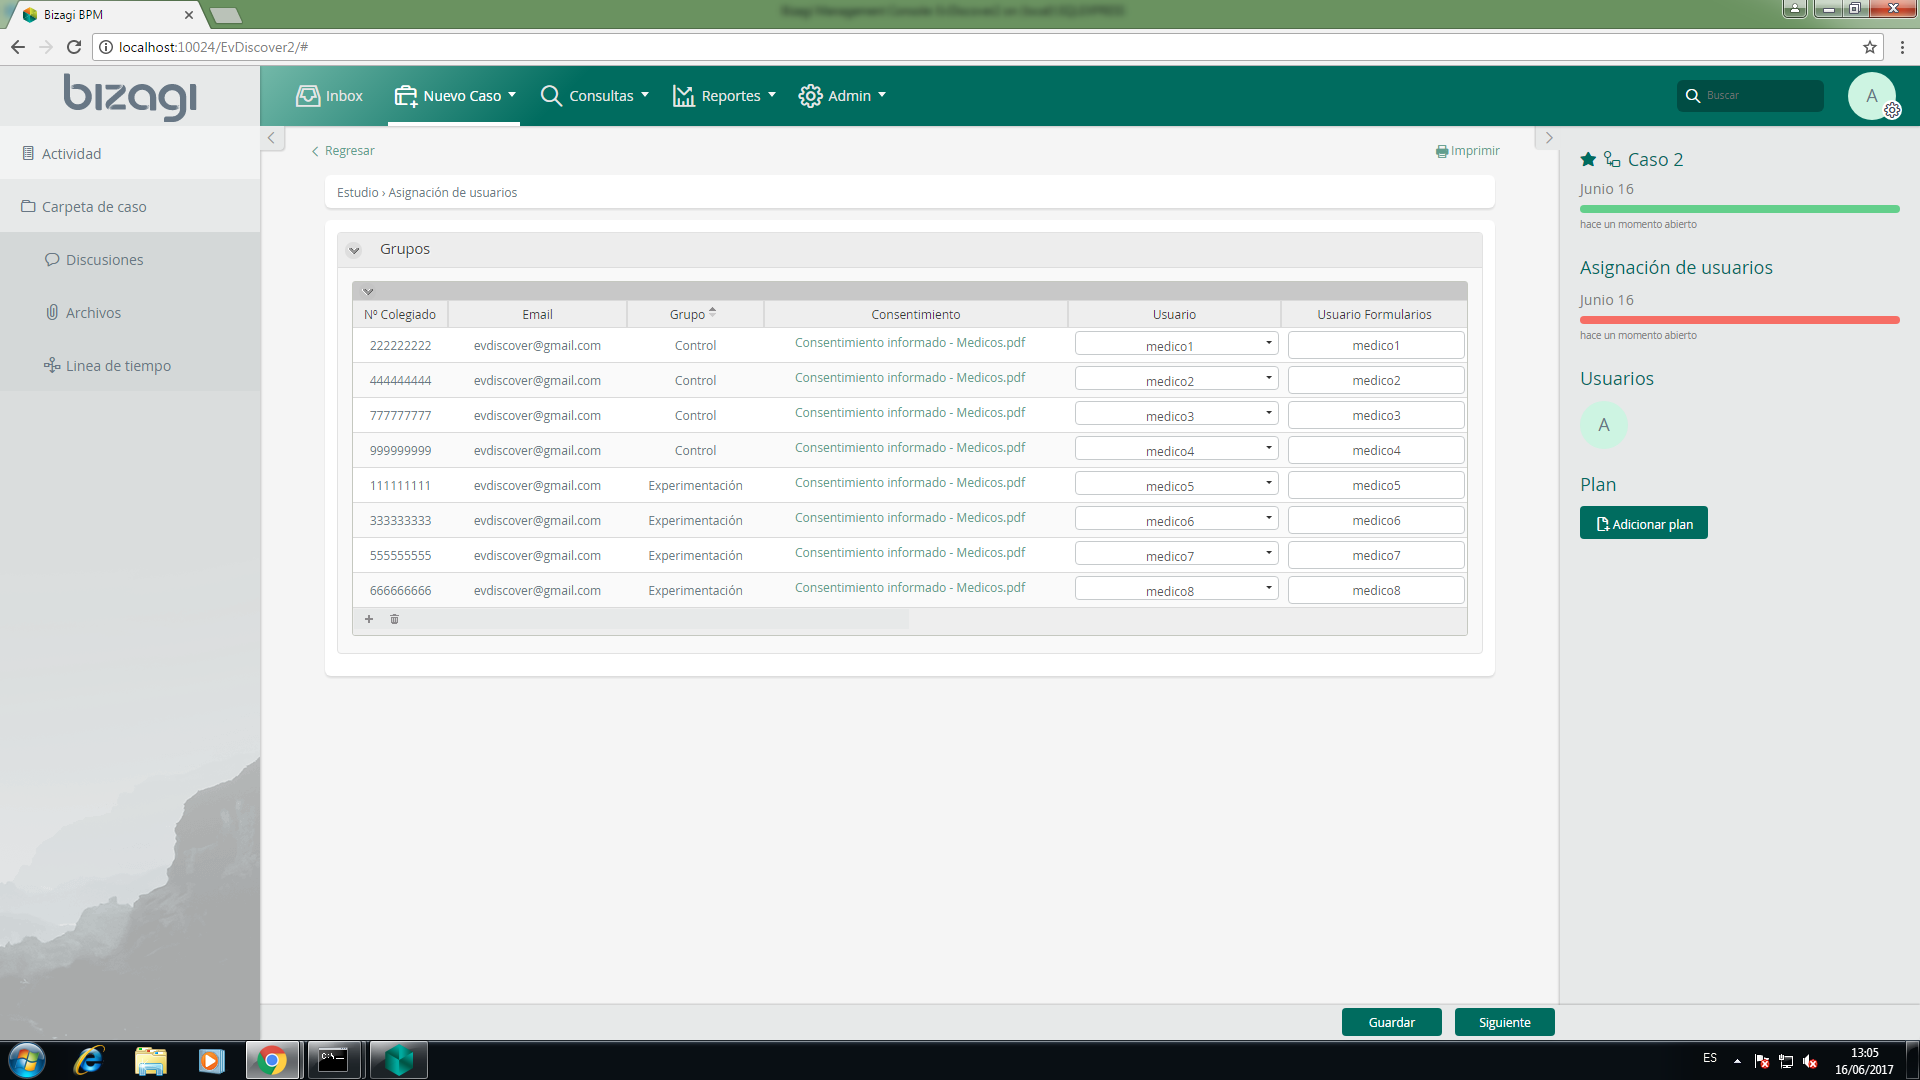 Bizagi BPM
localhost:10024/EvDiscover2/#
bizagi
Inbox
Nuevo Caso
Consultas
Reportes
Admin
Buscar
A
Actividad
Carpeta de caso
Discusiones
Archivos
Linea de tiempo
Regresar
Imprimir
Estudio › Asignación de usuarios
Grupos
Nº Colegiado Email Grupo Consentimiento Usuario Usuario Formularios
222222222 evdiscover@gmail.com Control Consentimiento informado - Medicos.pdf medico1 medico1
444444444 evdiscover@gmail.com Control Consentimiento informado - Medicos.pdf medico2 medico2
777777777 evdiscover@gmail.com Control Consentimiento informado - Medicos.pdf medico3 medico3
999999999 evdiscover@gmail.com Control Consentimiento informado - Medicos.pdf medico4 medico4
111111111 evdiscover@gmail.com Experimentación Consentimiento informado - Medicos.pdf medico5 medico5
333333333 evdiscover@gmail.com Experimentación Consentimiento informado - Medicos.pdf medico6 medico6
555555555 evdiscover@gmail.com Experimentación Consentimiento informado - Medicos.pdf medico7 medico7
666666666 evdiscover@gmail.com Experimentación Consentimiento informado - Medicos.pdf medico8 medico8
Caso 2
Junio 16
hace un momento abierto
Asignación de usuarios
Junio 16
hace un momento abierto
Usuarios
A
Plan
Adicionar plan
Guardar
Siguiente
ES
13:05
16/06/2017